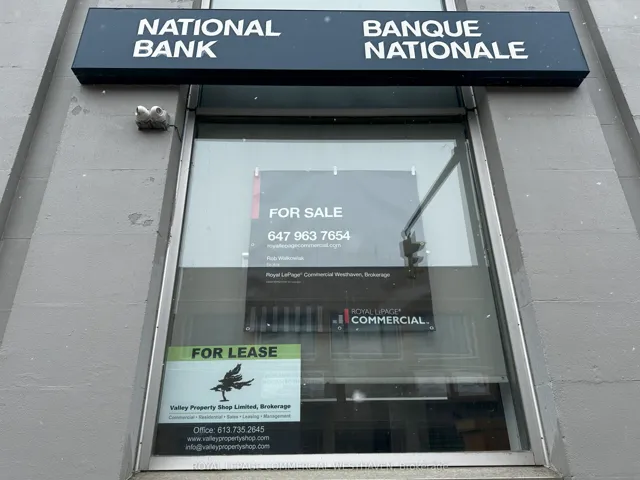 NATIONAL
BANK
BANQUE
NATIONALE
FOR SALE
647 963 7654
royallepagecommercial.com
Royal LePage® Commercial Westhaven, Brokerage
ROYAL LEPAGE®
COMMERCIAL
FOR LEASE
Valley Property Shop Limited, Brokerage
Commercial • Residential • Sales • Leasing • Management
Office: 613.735.2645
www.valleypropertyshop.com
info@valleypropertyshop.com
ROYAL LEPAGE COMMERCIAL WESTHAVEN, Brokerage